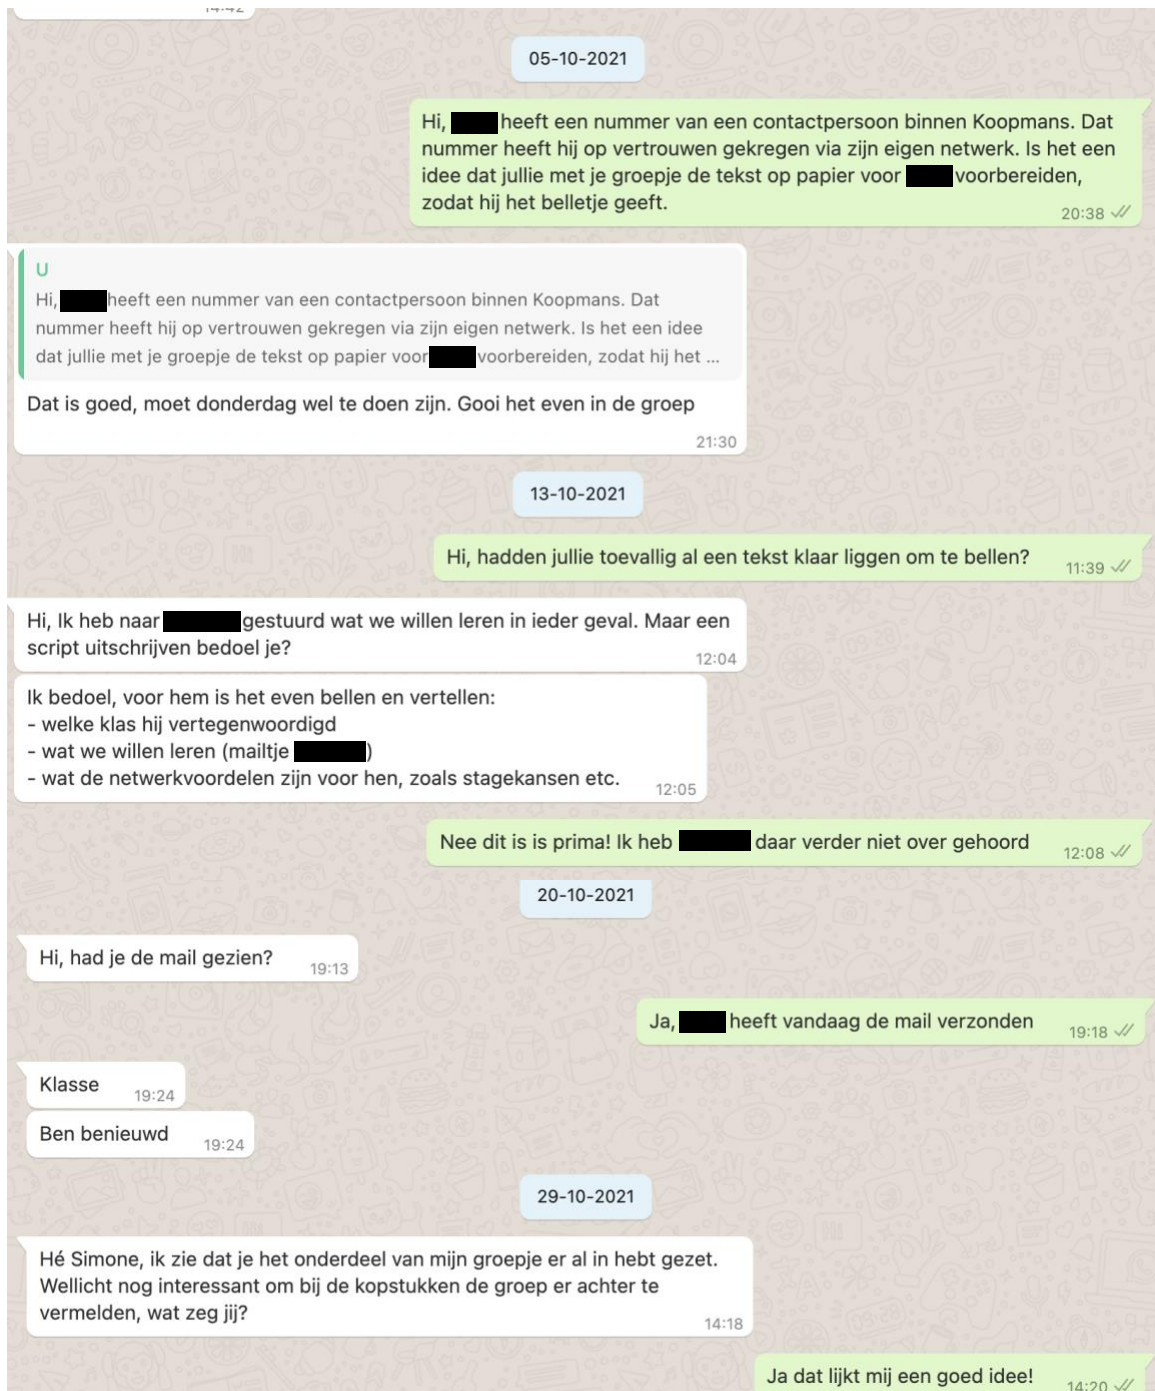 14:42
05-10-2021
Hi, heeft een nummer van een contactpersoon binnen Koopmans. Dat
nummer heeft hij op vertrouwen gekregen via zijn eigen netwerk. Is het een
idee dat jullie met je groepje de tekst op papier voor voorbereiden,
zodat hij het belletje geeft.
20:38
U
Hi, heeft een nummer van een contactpersoon binnen Koopmans. Dat
nummer heeft hij op vertrouwen gekregen via zijn eigen netwerk. Is het een idee
dat jullie met je groepje de tekst op papier voor voorbereiden, zodat hij het ...
Dat is goed, moet donderdag wel te doen zijn. Gooi het even in de groep
21:30
13-10-2021
Hi, hadden jullie toevallig al een tekst klaar liggen om te bellen?
11:39
Hi, Ik heb naar gestuurd wat we willen leren in ieder geval. Maar een
script uitschrijven bedoel je?
12:04
Ik bedoel, voor hem is het even bellen en vertellen:
- welke klas hij vertegenwoordigd
- wat we willen leren (mailtje )
- wat de netwerkvoordelen zijn voor hen, zoals stagekansen etc.
12:05
Nee dit is is prima! Ik heb daar verder niet over gehoord
12:08
20-10-2021
Hi, had je de mail gezien?
19:13
Ja, heeft vandaag de mail verzonden
19:18
Klasse
19:24
Ben benieuwd
19:24
29-10-2021
Hé Simone, ik zie dat je het onderdeel van mijn groepje er al in hebt gezet.
Wellicht nog interessant om bij de kopstukken de groep er achter te
vermelden, wat zeg jij?
14:18
Ja dat lijkt mij een goed idee!
14:20